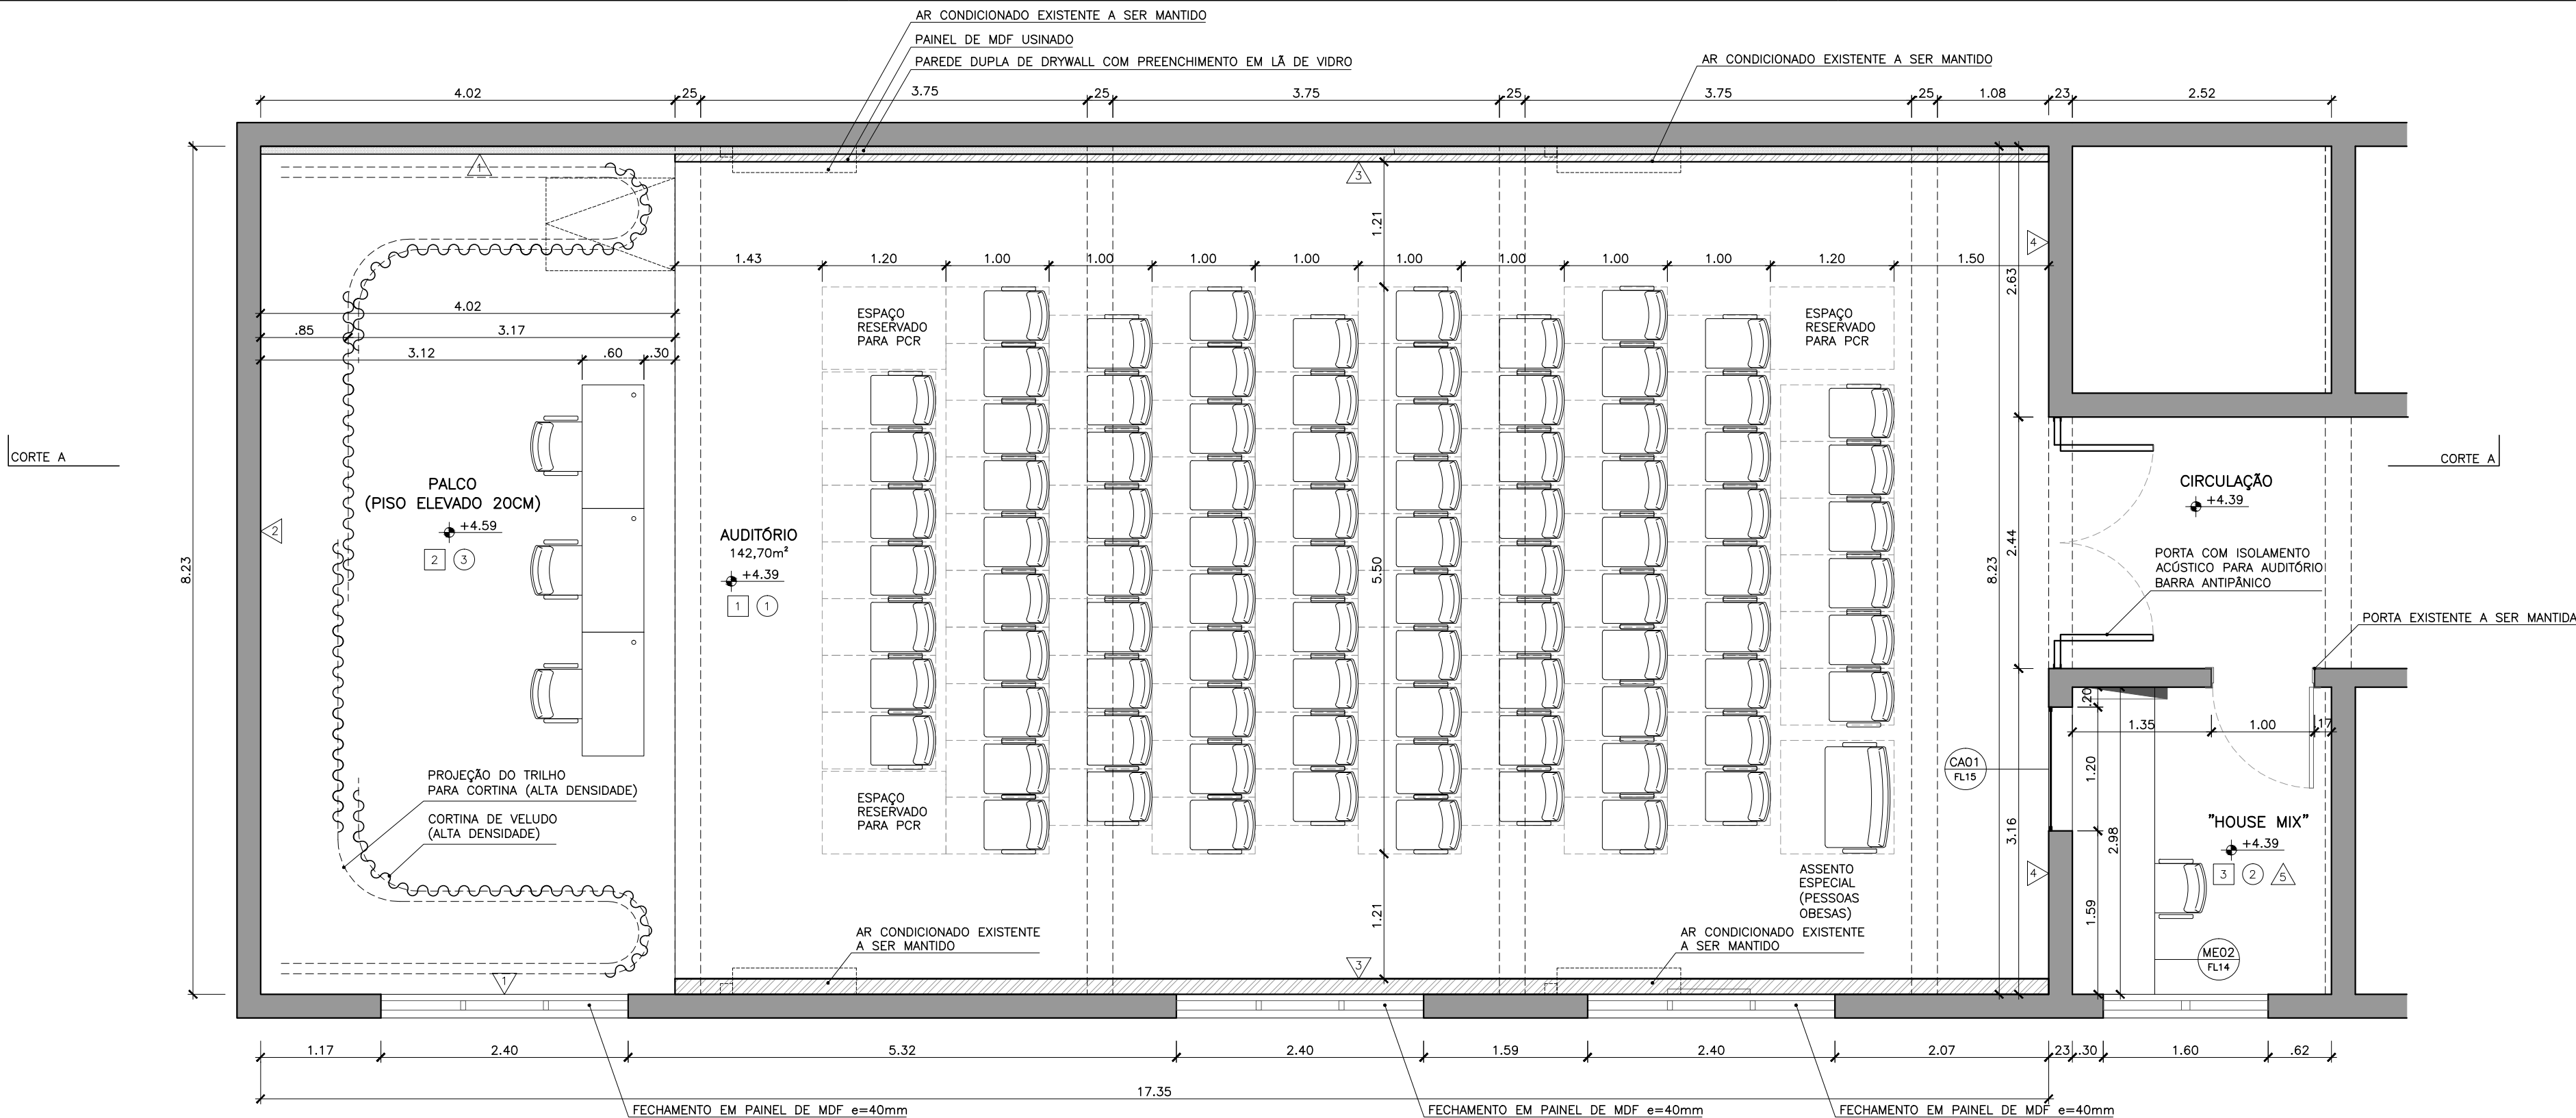 AR CONDICIONADO EXISTENTE A SER MANTIDO
PAINEL DE MDF USINADO
PAREDE DUPLA DE DRYWALL COM PREENCHIMENTO EM LÃ DE VIDRO
AR CONDICIONADO EXISTENTE A SER MANTIDO
4.02
25
3.75
25
3.75
25
3.75
25
1.08
23
2.52
1
3
1.21
4
2.63
1.43
1.20
1.00
1.00
1.00
1.00
1.00
1.00
1.00
1.00
1.20
1.50
4.02
.85
3.17
3.12
.60
.30
ESPAÇO
RESERVADO
PARA PCR
ESPAÇO
RESERVADO
PARA PCR
CORTE A
CORTE A
8.23
PALCO
(PISO ELEVADO 20CM)
+4.59
2
3
2
AUDITÓRIO
142,70m²
+4.39
1
1
5.50
8.23
2.44
CIRCULAÇÃO
+4.39
PORTA COM ISOLAMENTO
ACÚSTICO PARA AUDITÓRIO
BARRA ANTIPÂNICO
PORTA EXISTENTE A SER MANTIDA
.20
1.35
1.00
.17
PROJEÇÃO DO TRILHO
PARA CORTINA (ALTA DENSIDADE)
CORTINA DE VELUDO
(ALTA DENSIDADE)
ESPAÇO
RESERVADO
PARA PCR
CA01
FL15
1.20
3.16
2.98
1.59
"HOUSE MIX"
+4.39
3
2
5
4
ASSENTO
ESPECIAL
(PESSOAS
OBESAS)
1.21
AR CONDICIONADO EXISTENTE
A SER MANTIDO
AR CONDICIONADO EXISTENTE
A SER MANTIDO
ME02
FL14
1
3
1.17
2.40
5.32
2.40
1.59
2.40
2.07
23
.30
1.60
.62
17.35
FECHAMENTO EM PAINEL DE MDF e=40mm
FECHAMENTO EM PAINEL DE MDF e=40mm
FECHAMENTO EM PAINEL DE MDF e=40mm